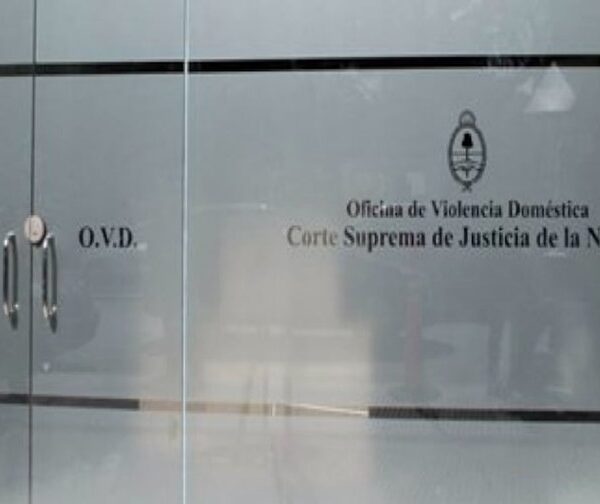 O.V.D.
Oficina de Violencia Doméstica
Corte Suprema de Justicia de la